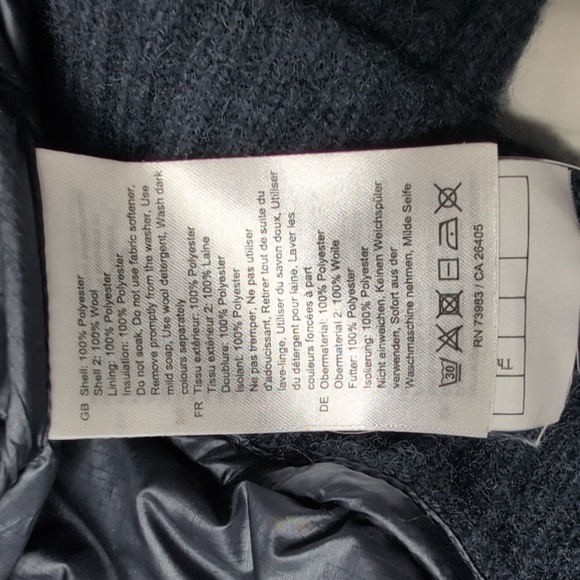 GB Shell: 100% Polyester
Shell 2: 100% Wool
Lining: 100% Polyester
Insulation: 100% Polyester
Do not soak, Do not use fabric softener,
Remove promptly from the washer, Use
mild soap, Use wool detergent, Wash dark
colours separately
FR Tissu extérieur: 100% Polyester
Tissu extérieur 2: 100% Laine
Doublure: 100% Polyester
Isolant: 100% Polyester
Ne pas tremper, Ne pas utiliser
d'adoucissant, Retirer tout de suite du
lave-linge, Utiliser du savon doux, Utiliser
du détergent pour laine, Laver les
couleurs foncées à part
DE Obermaterial: 100% Polyester
Obermaterial 2: 100% Wolle
Futter: 100% Polyester
Isolierung: 100% Polyester
Nicht einweichen, Keinen Weichspüler
verwenden, Sofort aus der
Waschmaschine nehmen, Milde Seife
30
RN 73983 / CA 26405